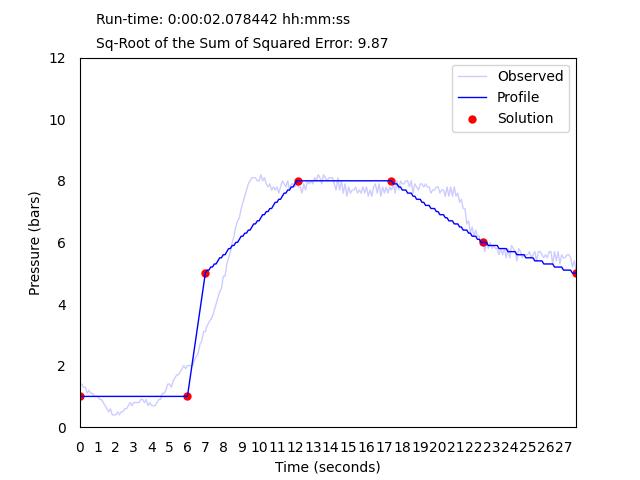 Run-time: 0:00:02.078442 hh:mm:ss
Sq-Root of the Sum of Squared Error: 9.87
12
10
8
6
4
2
0
Pressure (bars)
Observed
Profile
Solution
0 1 2 3 4 5 6 7 8 9 10 11 12 13 14 15 16 17 18 19 20 21 22 23 24 25 26 27
Time (seconds)